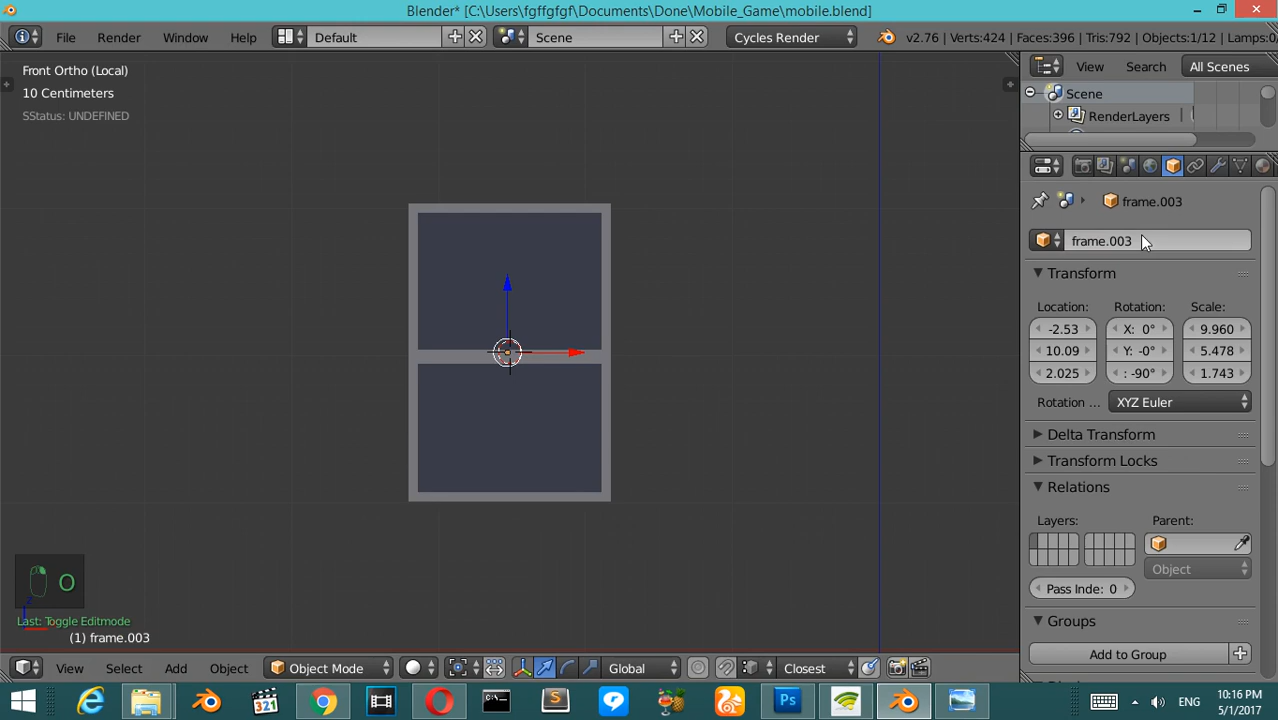 Blender* [C:\Users\fgffgfgf\Documents\Done\Mobile_Game\mobile.blend]
File Render Window Help Default Scene Cycles Render v2.76 | Verts:424 | Faces:396 | Tris:792 | Objects:1/12 | Lamps:0/
Front Ortho (Local)
10 Centimeters
SStatus: UNDEFINED
View Search All Scenes
Scene
RenderLayers
frame.003
frame.003
Transform
Location: Rotation: Scale:
-2.53 X: 0° 9.960
10.09 Y: -0° 5.478
2.025 : -90° 1.743
Rotation ... XYZ Euler
Delta Transform
Transform Locks
Relations
Layers: Parent:
Object
Pass Inde: 0
Groups
Add to Group
O
Last: Toggle Editmode
(1) frame.003
View Select Add Object Object Mode Global Closest
321
Ps
ENG
10:16 PM
5/1/2017